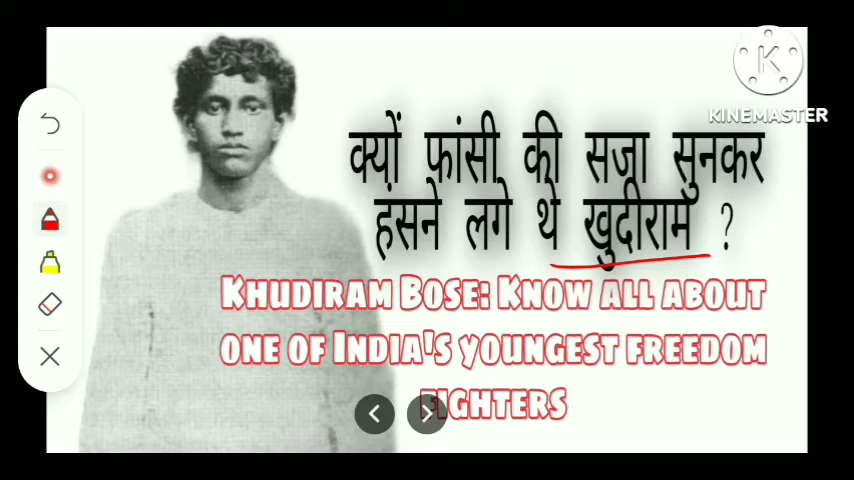 KINEMASTER
क्यों फांसी की सजा सुनकर
हंसने लगे थे खुदीराम ?
Khudiram Bose: Know all about
one of India's youngest freedom
fighters